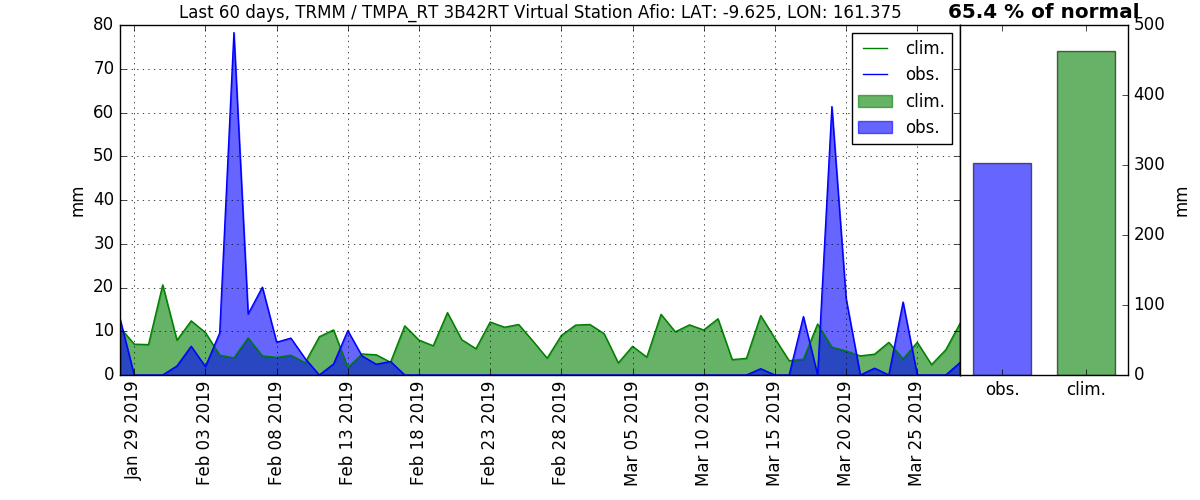 Last 60 days, TRMM / TMPA_RT 3B42RT Virtual Station Afio: LAT: -9.625, LON: 161.375
65.4 % of normal
80
70
60
50
40
30
20
10
0
mm
clim.
obs.
clim.
obs.
500
400
300
200
100
0
mm
obs.
clim.
Jan 29 2019
Feb 03 2019
Feb 08 2019
Feb 13 2019
Feb 18 2019
Feb 23 2019
Feb 28 2019
Mar 05 2019
Mar 10 2019
Mar 15 2019
Mar 20 2019
Mar 25 2019